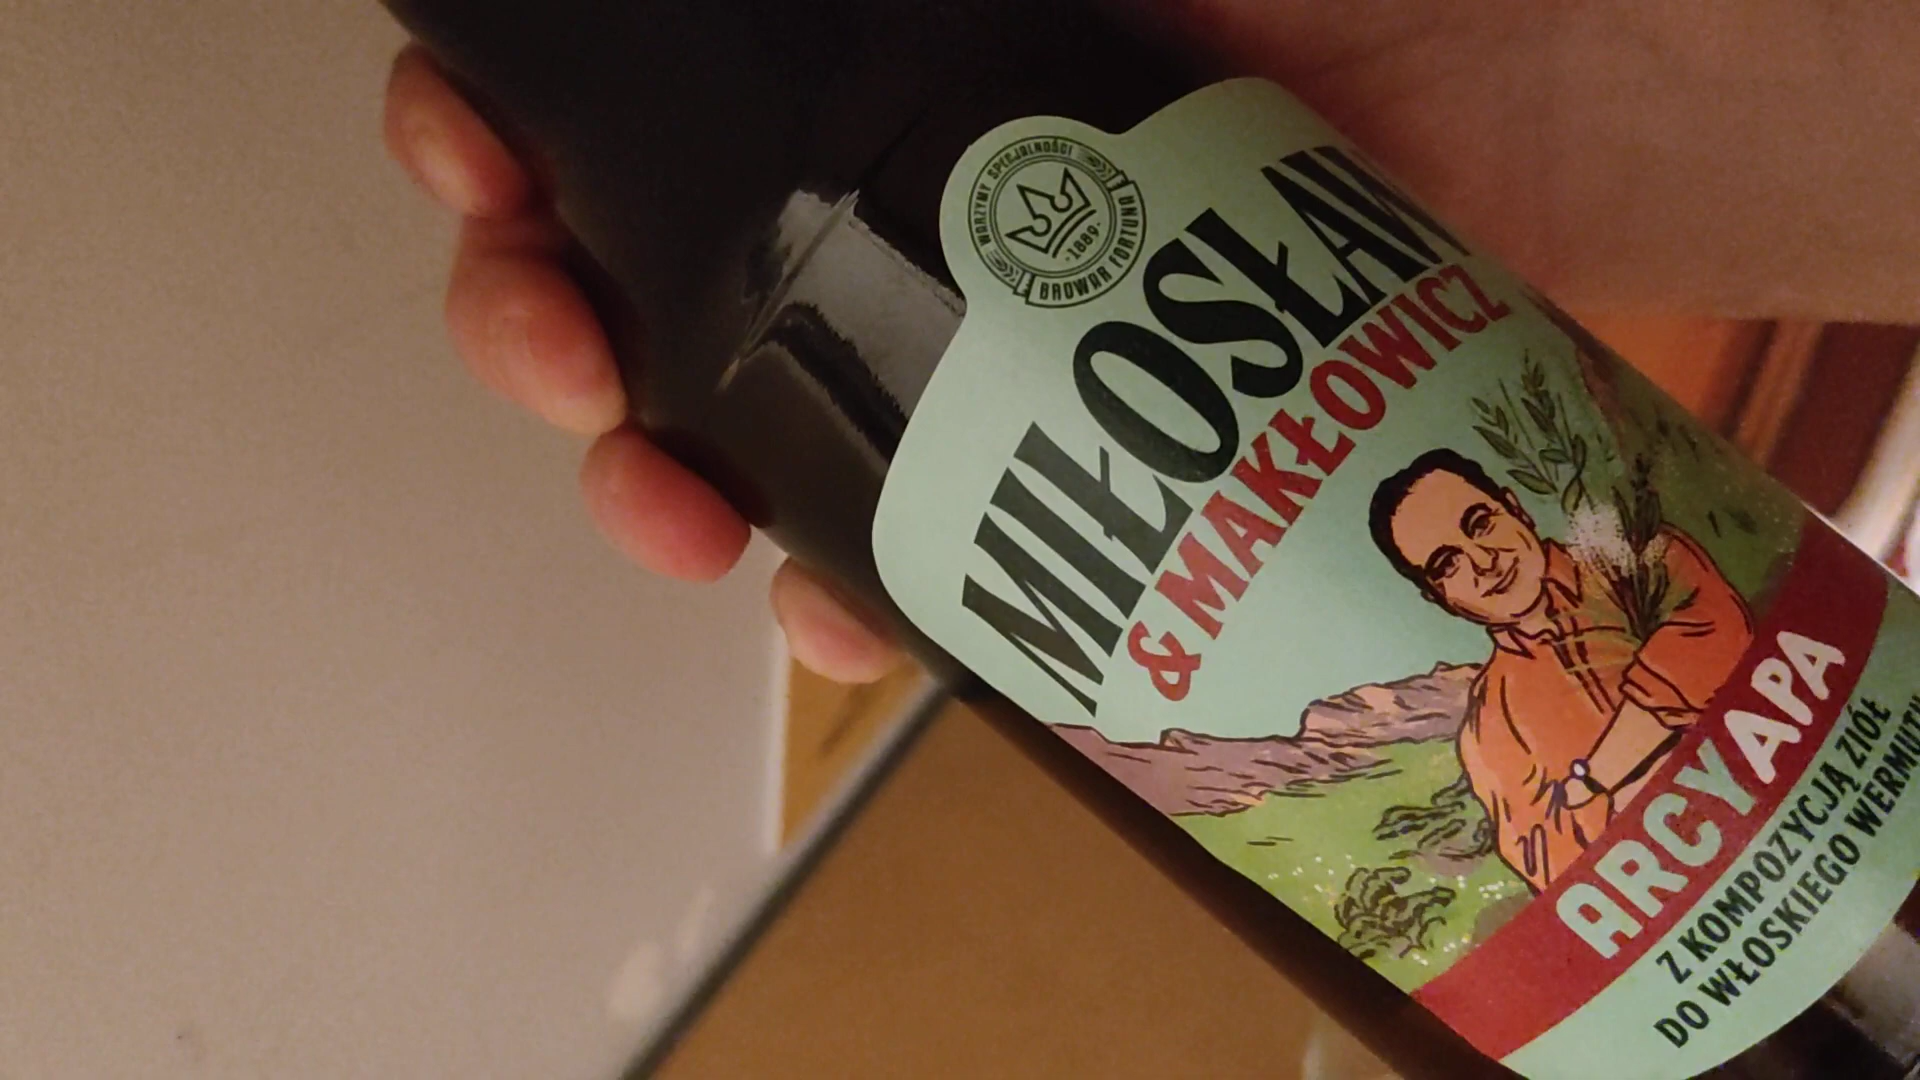 WARZYMY SPECJALNOŚCI
·1889·
BROWAR FORTUNA
MIŁOSŁAW
& MAKŁOWICZ
ARCYAPA
Z KOMPOZYCJĄ ZIÓŁ
DO WŁOSKIEGO WERMUTU